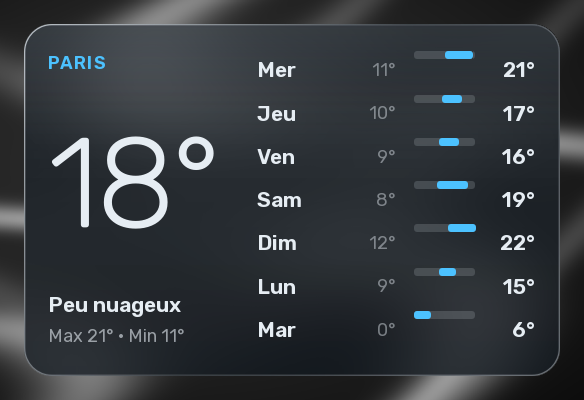 PARIS
18°
Peu nuageux
Max 21° • Min 11°
Mer 11° 21°
Jeu 10° 17°
Ven 9° 16°
Sam 8° 19°
Dim 12° 22°
Lun 9° 15°
Mar 0° 6°